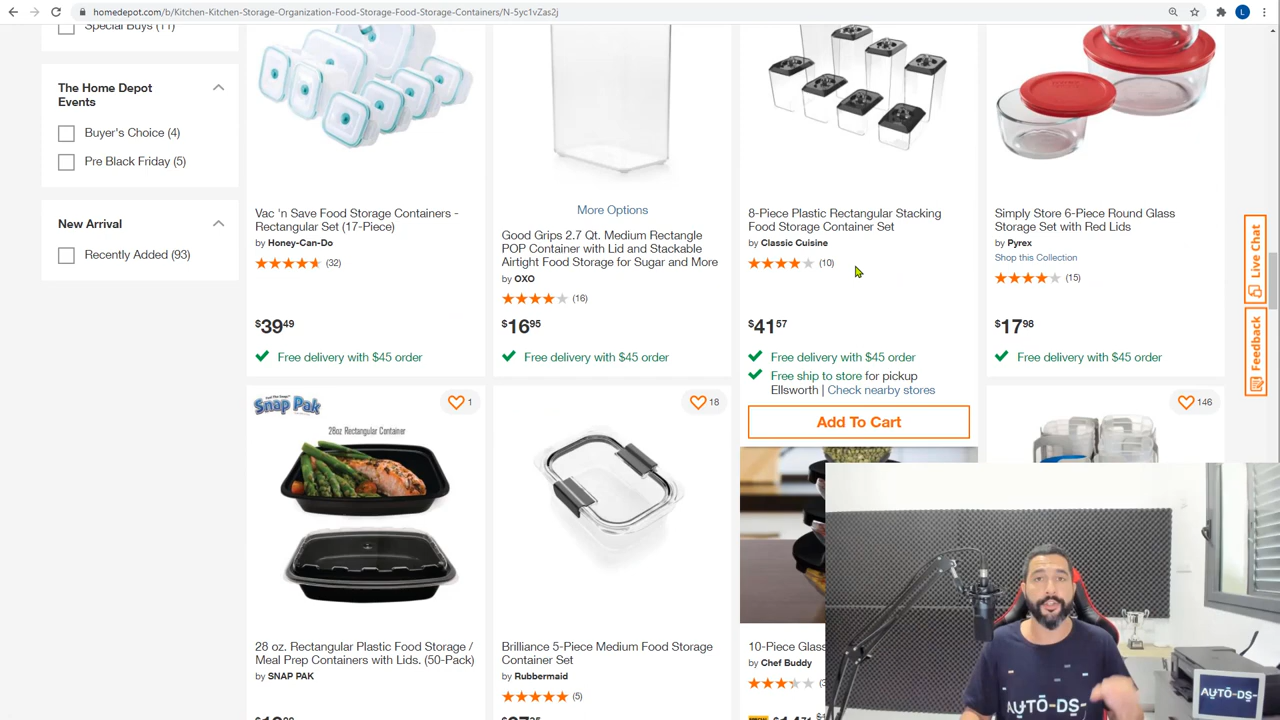 homedepot.com/b/Kitchen-Kitchen-Storage-Organization-Food-Storage-Food-Storage-Containers/N-5yc1vZas2j
L
Special Buys (11)
The Home Depot
Events
Buyer's Choice (4)
Pre Black Friday (5)
New Arrival
Recently Added (93)
Vac 'n Save Food Storage Containers -
Rectangular Set (17-Piece)
by Honey-Can-Do
(32)
$39 49
Free delivery with $45 order
More Options
Good Grips 2.7 Qt. Medium Rectangle
POP Container with Lid and Stackable
Airtight Food Storage for Sugar and More
by OXO
(16)
$16 95
Free delivery with $45 order
8-Piece Plastic Rectangular Stacking
Food Storage Container Set
by Classic Cuisine
(10)
$41 57
Free delivery with $45 order
Free ship to store for pickup
Ellsworth | Check nearby stores
Add To Cart
Simply Store 6-Piece Round Glass
Storage Set with Red Lids
by Pyrex
Shop this Collection
(15)
$17 98
Free delivery with $45 order
Live Chat
Feedback
1
Snap Pak
28oz Rectangular Container
28 oz. Rectangular Plastic Food Storage /
Meal Prep Containers with Lids. (50-Pack)
by SNAP PAK
18
Brilliance 5-Piece Medium Food Storage
Container Set
by Rubbermaid
(5)
10-Piece Glass
by Chef Buddy
146
AUTO-DS-
AUTO-DS-